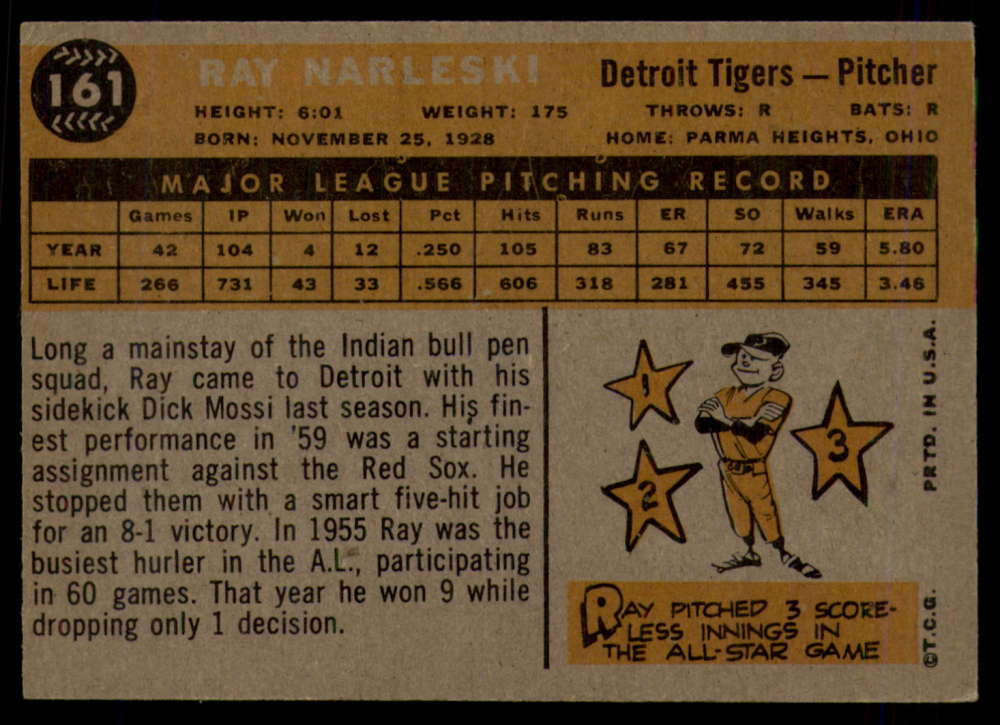 161
RAY NARLESKI
Detroit Tigers — Pitcher
HEIGHT: 6:01 WEIGHT: 175 THROWS: R BATS: R
BORN: NOVEMBER 25, 1928 HOME: PARMA HEIGHTS, OHIO
MAJOR LEAGUE PITCHING RECORD
Games IP Won Lost Pct Hits Runs ER SO Walks ERA
YEAR 42 104 4 12 .250 105 83 67 72 59 5.80
LIFE 266 731 43 33 .566 606 318 281 455 345 3.46
Long a mainstay of the Indian bull pen
squad, Ray came to Detroit with his
sidekick Dick Mossi last season. His fin-
est performance in '59 was a starting
assignment against the Red Sox. He
stopped them with a smart five-hit job
for an 8-1 victory. In 1955 Ray was the
busiest hurler in the A.L., participating
in 60 games. That year he won 9 while
dropping only 1 decision.
1
2
3
RAY PITCHED 3 SCORE-
LESS INNINGS IN
THE ALL-STAR GAME
©T.C.G. PRTD. IN U.S.A.